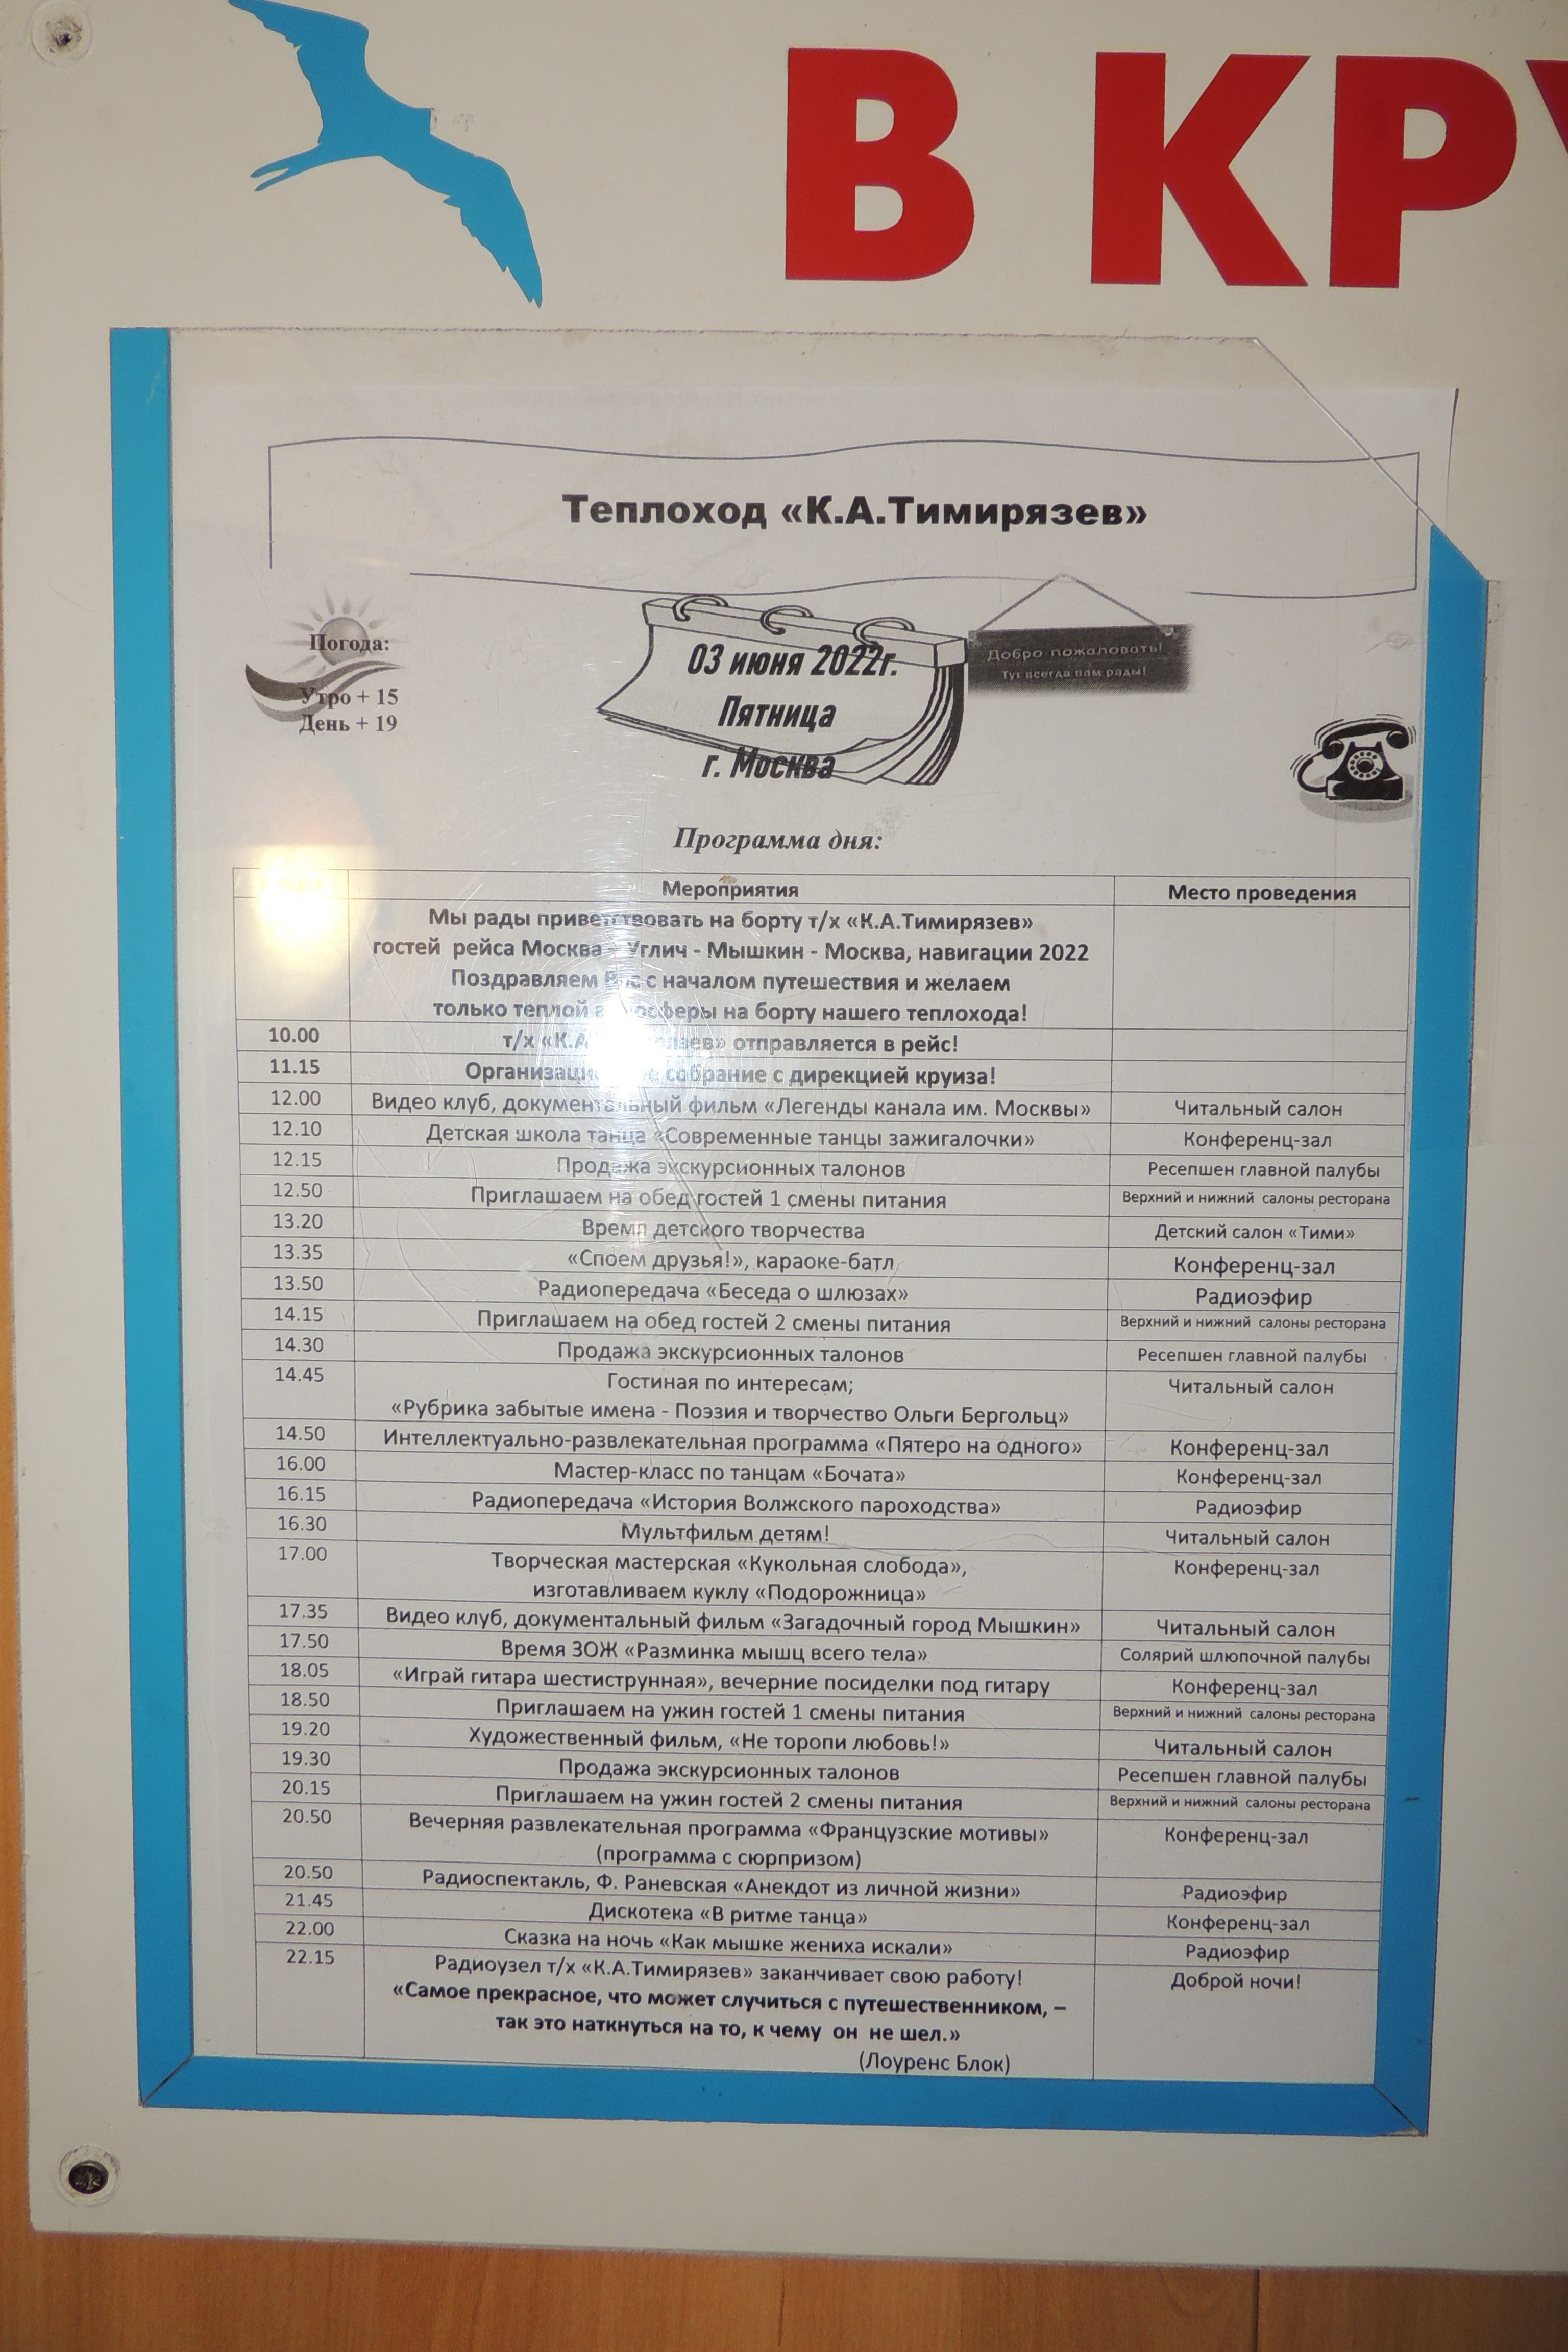 В КРУ
Теплоход «К.А.Тимирязев»
Погода:
Утро + 15
День + 19
03 июня 2022г.
Пятница
г. Москва
Добро пожаловать!
Тут всегда вам рады!
Программа дня:
Мероприятия Место проведения
Мы рады приветствовать на борту т/х «К.А.Тимирязев»
гостей рейса Москва - Углич - Мышкин - Москва, навигации 2022
Поздравляем Вас с началом путешествия и желаем
только теплой атмосферы на борту нашего теплохода!
10.00 т/х «К.А.Тимирязев» отправляется в рейс!
11.15 Организационное собрание с дирекцией круиза!
12.00 Видео клуб, документальный фильм «Легенды канала им. Москвы» Читальный салон
12.10 Детская школа танца «Современные танцы зажигалочки» Конференц-зал
12.15 Продажа экскурсионных талонов Ресепшен главной палубы
12.50 Приглашаем на обед гостей 1 смены питания Верхний и нижний салоны ресторана
13.20 Время детского творчества Детский салон «Тими»
13.35 «Споем друзья!», караоке-батл Конференц-зал
13.50 Радиопередача «Беседа о шлюзах» Радиоэфир
14.15 Приглашаем на обед гостей 2 смены питания Верхний и нижний салоны ресторана
14.30 Продажа экскурсионных талонов Ресепшен главной палубы
14.45 Гостиная по интересам; Читальный салон
«Рубрика забытые имена - Поэзия и творчество Ольги Бергольц»
14.50 Интеллектуально-развлекательная программа «Пятеро на одного» Конференц-зал
16.00 Мастер-класс по танцам «Бочата» Конференц-зал
16.15 Радиопередача «История Волжского пароходства» Радиоэфир
16.30 Мультфильм детям! Читальный салон
17.00 Творческая мастерская «Кукольная слобода», Конференц-зал
изготавливаем куклу «Подорожница»
17.35 Видео клуб, документальный фильм «Загадочный город Мышкин» Читальный салон
17.50 Время ЗОЖ «Разминка мышц всего тела» Солярий шлюпочной палубы
18.05 «Играй гитара шестиструнная», вечерние посиделки под гитару Конференц-зал
18.50 Приглашаем на ужин гостей 1 смены питания Верхний и нижний салоны ресторана
19.20 Художественный фильм, «Не торопи любовь!» Читальный салон
19.30 Продажа экскурсионных талонов Ресепшен главной палубы
20.15 Приглашаем на ужин гостей 2 смены питания Верхний и нижний салоны ресторана
20.50 Вечерняя развлекательная программа «Французские мотивы» Конференц-зал
(программа с сюрпризом)
20.50 Радиоспектакль, Ф. Раневская «Анекдот из личной жизни» Радиоэфир
21.45 Дискотека «В ритме танца» Конференц-зал
22.00 Сказка на ночь «Как мышке жениха искали» Радиоэфир
22.15 Радиоузел т/х «К.А.Тимирязев» заканчивает свою работу! Доброй ночи!
«Самое прекрасное, что может случиться с путешественником, –
так это наткнуться на то, к чему он не шел.»
(Лоуренс Блок)